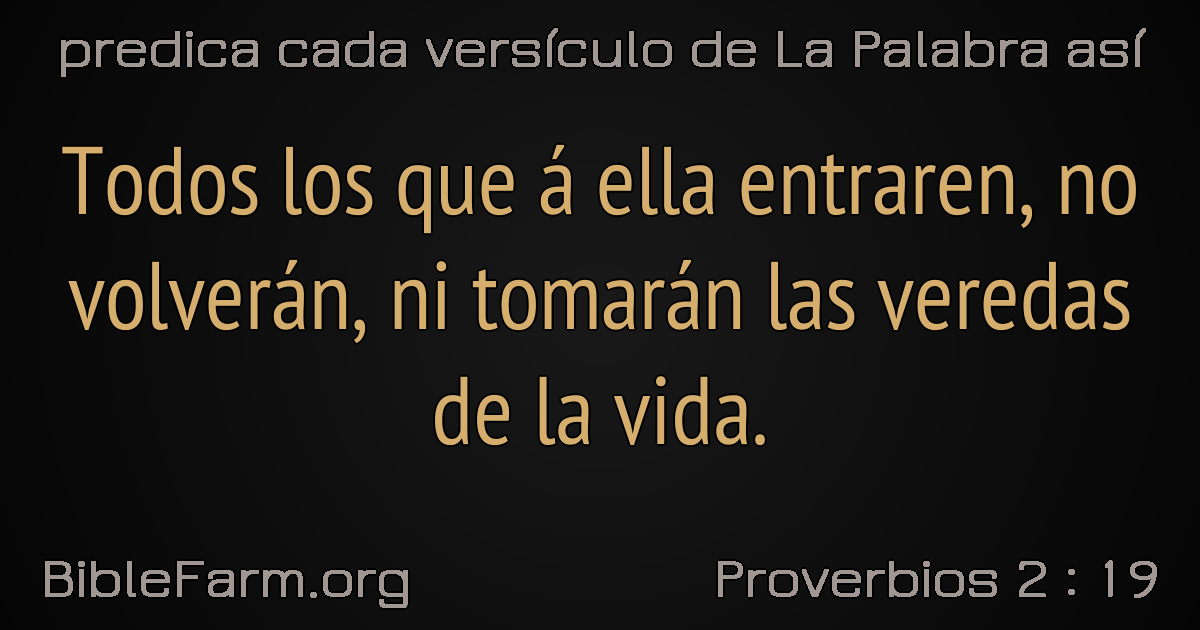 predica cada versículo de La Palabra así
Todos los que á ella entraren, no
volverán, ni tomarán las veredas
de la vida.
BibleFarm.org
Proverbios 2 : 19